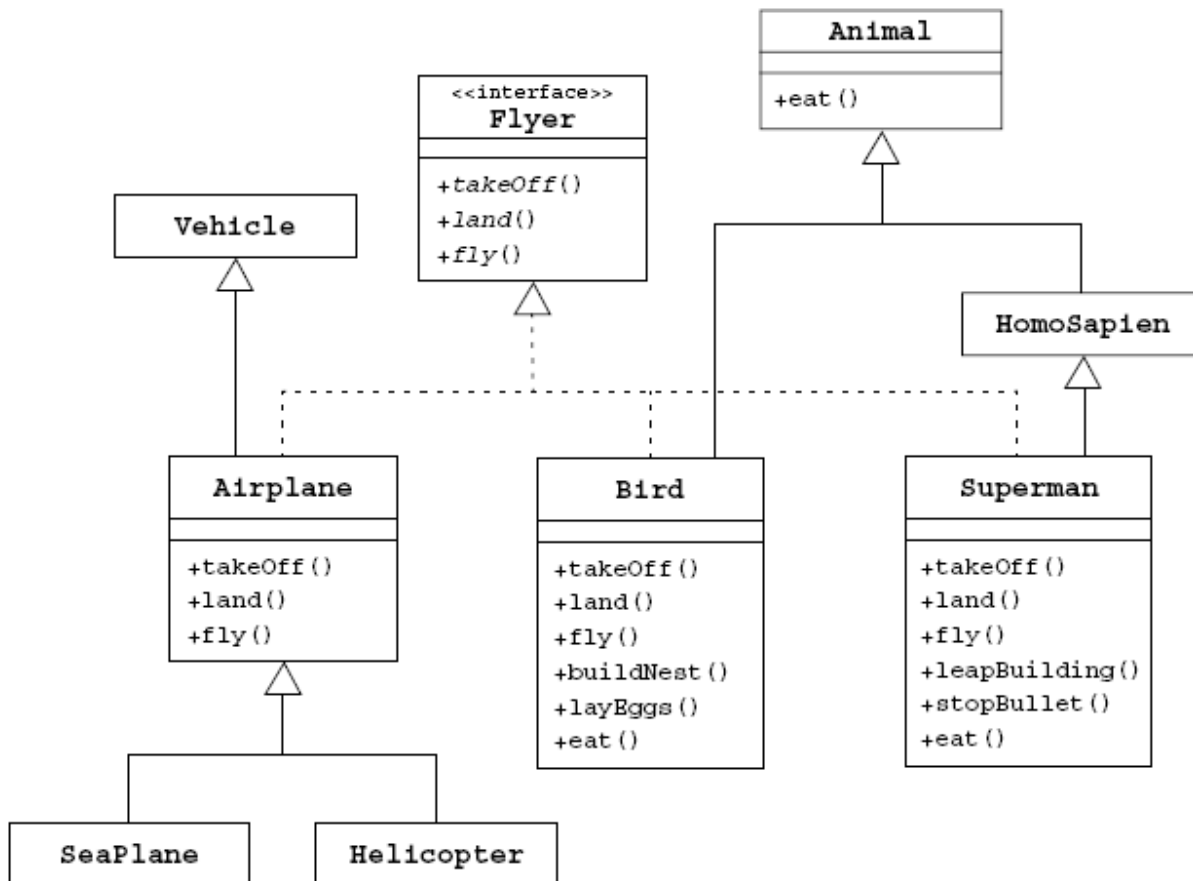 Animal
+eat()
<<interface>>
Flyer
+takeOff()
+land()
+fly()
Vehicle
HomoSapien
Airplane
+takeOff()
+land()
+fly()
Bird
+takeOff()
+land()
+fly()
+buildNest()
+layEggs()
+eat()
Superman
+takeOff()
+land()
+fly()
+leapBuilding()
+stopBullet()
+eat()
SeaPlane
Helicopter